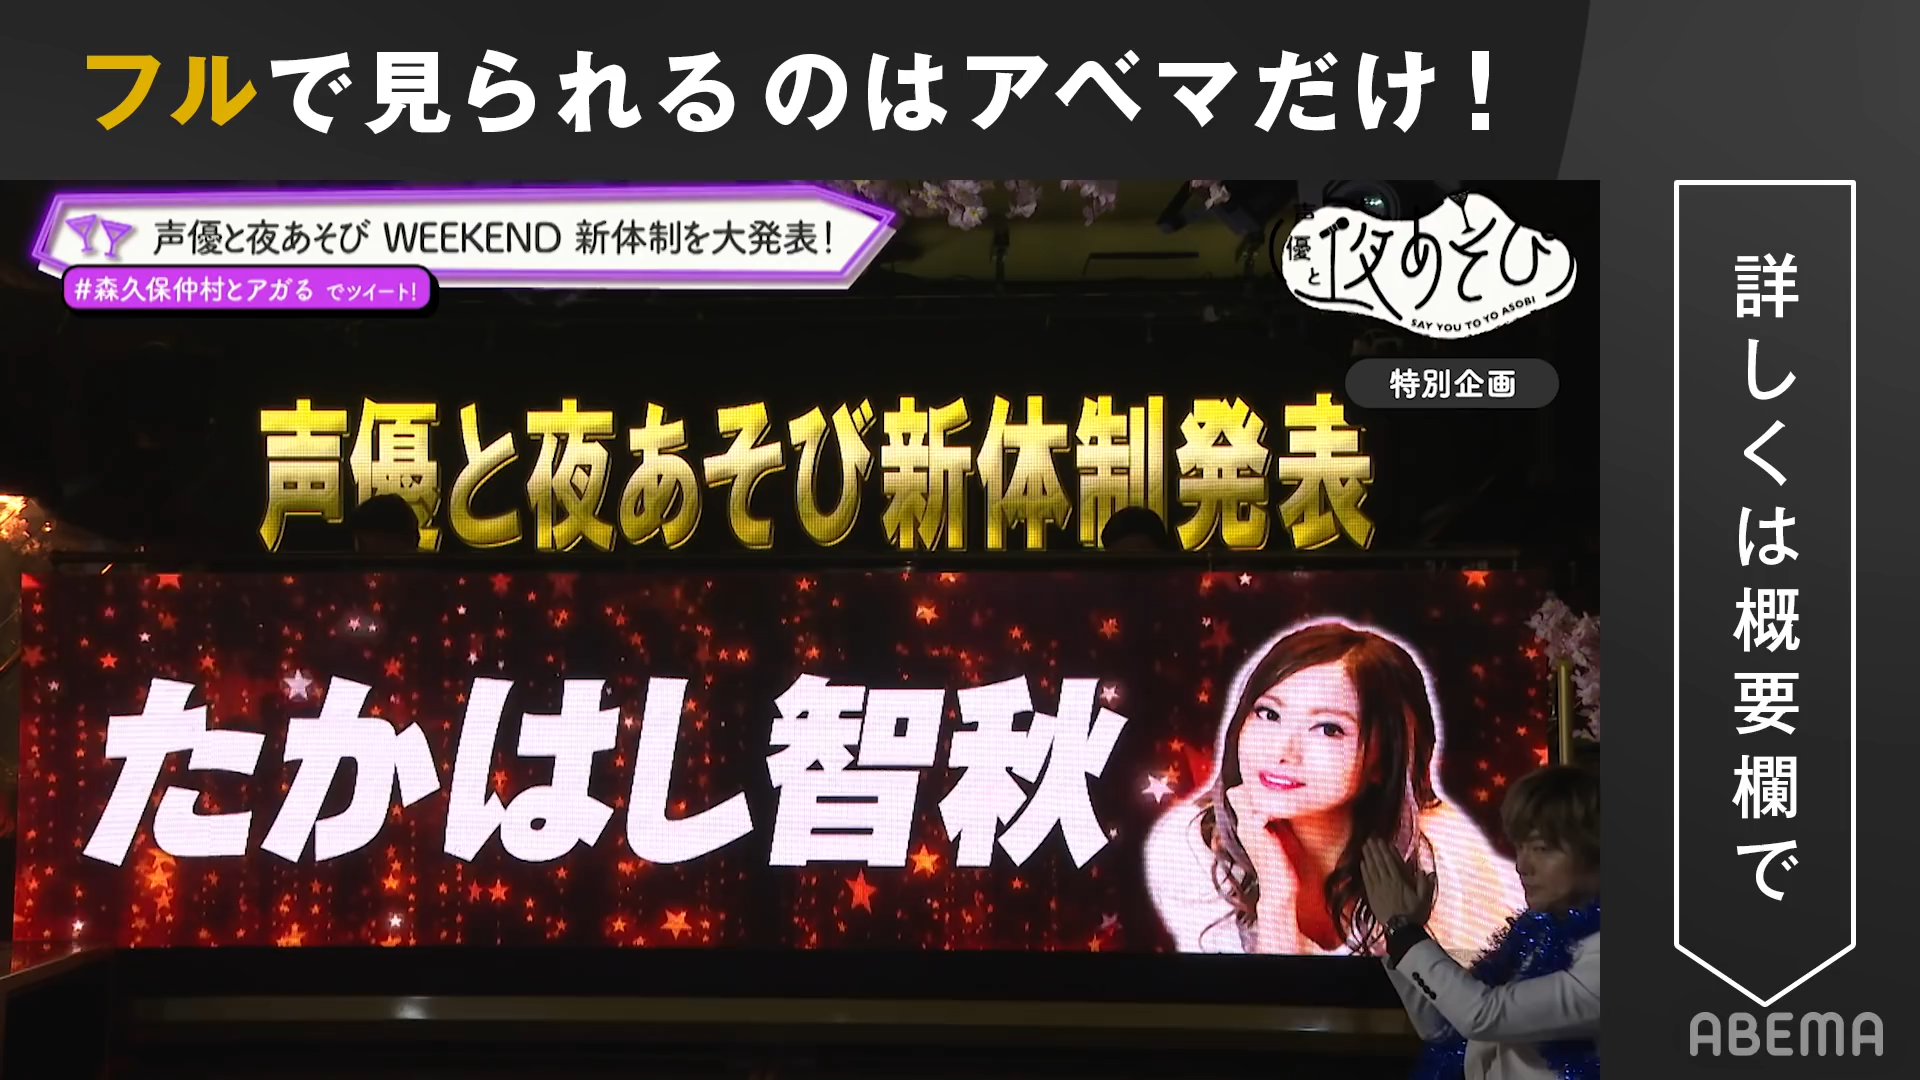 フルで見られるのはアベマだけ！
声優と夜あそび WEEKEND 新体制を大発表！
#森久保仲村とアガる でツイート！
声優と夜あそび
SAY YOU TO YO ASOBI
特別企画
声優と夜あそび新体制発表
たかはし智秋
詳しくは概要欄で
ABEMA